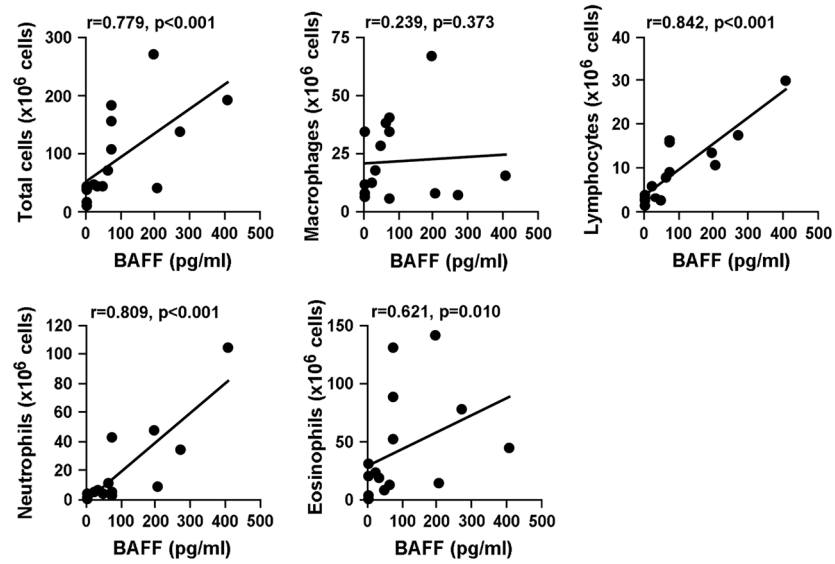 r=0.779, p<0.001
300
200
100
0
Total cells (x10⁶ cells)
0 100 200 300 400 500
BAFF (pg/ml)
r=0.239, p=0.373
75
50
25
0
Macrophages (x10⁶ cells)
0 100 200 300 400 500
BAFF (pg/ml)
r=0.842, p<0.001
40
30
20
10
0
Lymphocytes (x10⁶ cells)
0 100 200 300 400 500
BAFF (pg/ml)
r=0.809, p<0.001
120
100
80
60
40
20
0
Neutrophils (x10⁶ cells)
0 100 200 300 400 500
BAFF (pg/ml)
r=0.621, p=0.010
150
100
50
0
Eosinophils (x10⁶ cells)
0 100 200 300 400 500
BAFF (pg/ml)